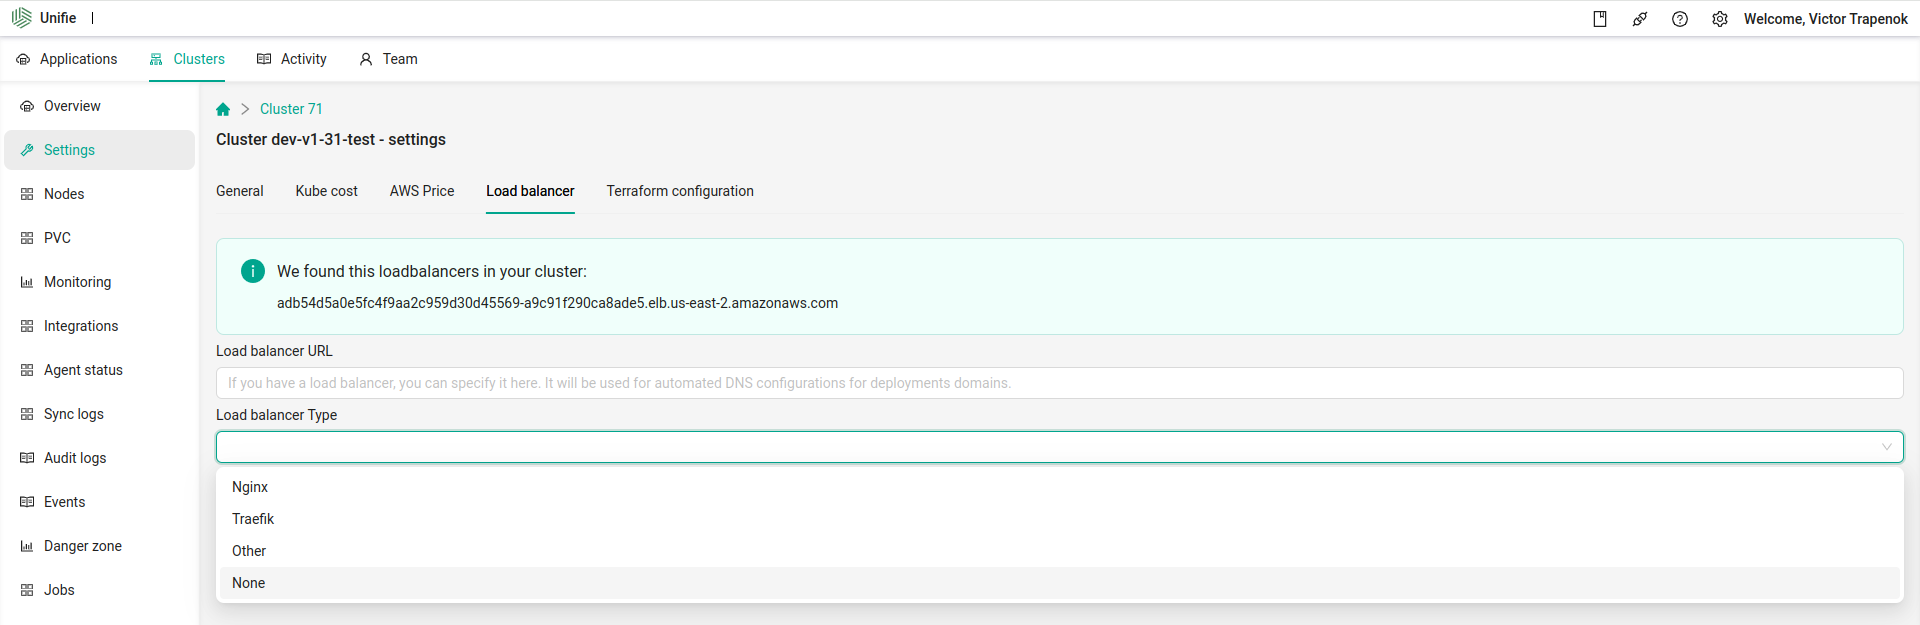 Unifie
Welcome, Victor Trapenok
Applications
Clusters
Activity
Team
Overview
Settings
Nodes
PVC
Monitoring
Integrations
Agent status
Sync logs
Audit logs
Events
Danger zone
Jobs
Cluster 71
Cluster dev-v1-31-test - settings
General
Kube cost
AWS Price
Load balancer
Terraform configuration
We found this loadbalancers in your cluster:
adb54d5a0e5fc4f9aa2c959d30d45569-a9c91f290ca8ade5.elb.us-east-2.amazonaws.com
Load balancer URL
If you have a load balancer, you can specify it here. It will be used for automated DNS configurations for deployments domains.
Load balancer Type
Nginx
Traefik
Other
None